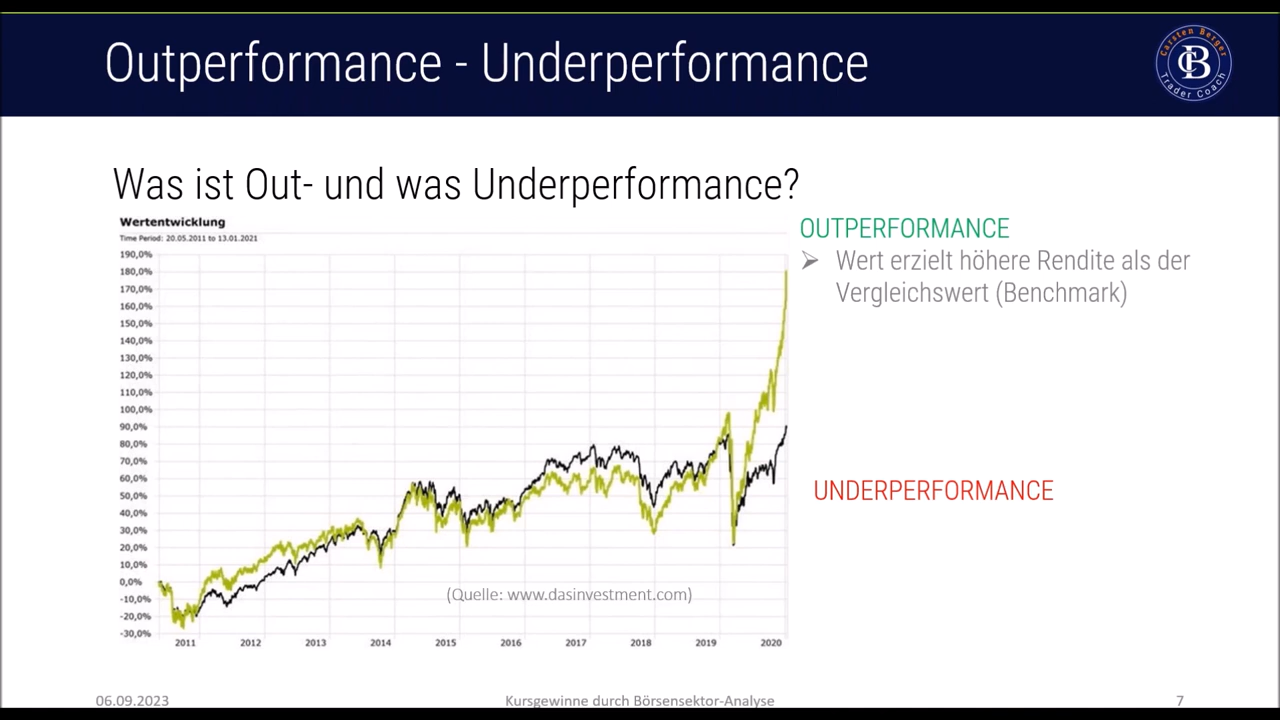 Outperformance - Underperformance
Carsten Berger
CB
Trader Coach
Was ist Out- und was Underperformance?
Wertentwicklung
Time Period: 20.05.2011 to 13.01.2021
190,0%
180,0%
170,0%
160,0%
150,0%
140,0%
130,0%
120,0%
110,0%
100,0%
90,0%
80,0%
70,0%
60,0%
50,0%
40,0%
30,0%
20,0%
10,0%
0,0%
-10,0%
-20,0%
-30,0%
2011 2012 2013 2014 2015 2016 2017 2018 2019 2020
(Quelle: www.dasinvestment.com)
OUTPERFORMANCE
➢ Wert erzielt höhere Rendite als der
Vergleichswert (Benchmark)
UNDERPERFORMANCE
06.09.2023
Kursgewinne durch Börsensektor-Analyse
7